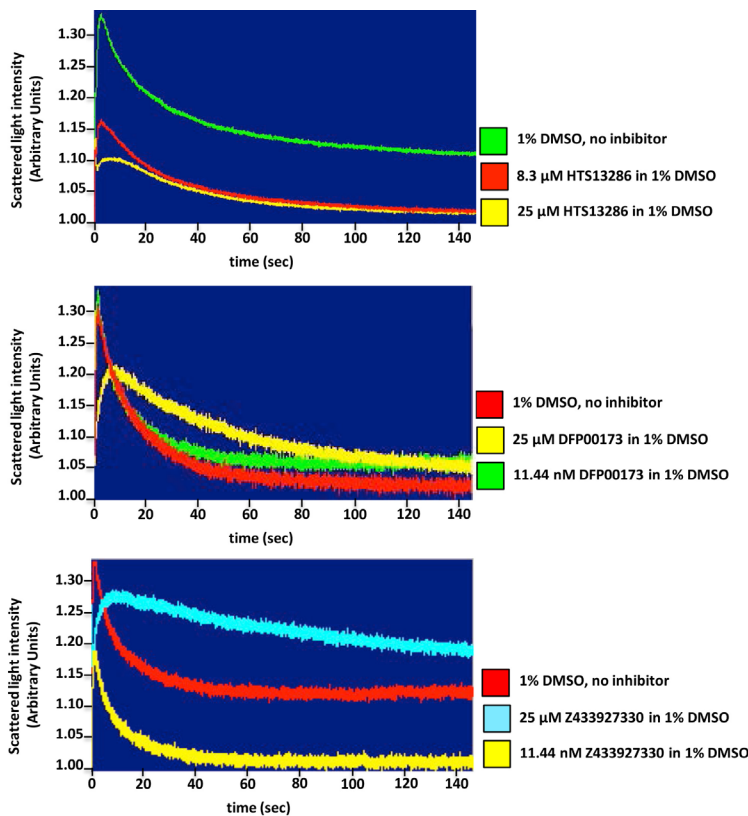 Scattered light intensity
(Arbitrary Units)
1.30
1.25
1.20
1.15
1.10
1.05
1.00
0
20
40
60
80
100
120
140
time (sec)
1% DMSO, no inbibitor
8.3 μM HTS13286 in 1% DMSO
25 μM HTS13286 in 1% DMSO
Scattered light intensity
(Arbitrary Units)
1.30
1.25
1.20
1.15
1.10
1.05
1.00
0
20
40
60
80
100
120
140
time (sec)
1% DMSO, no inhibitor
25 μM DFP00173 in 1% DMSO
11.44 nM DFP00173 in 1% DMSO
Scattered light intensity
(Arbitrary Units)
1.30
1.25
1.20
1.15
1.10
1.05
1.00
0
20
40
60
80
100
120
140
time (sec)
1% DMSO, no inhibitor
25 μM Z433927330 in 1% DMSO
11.44 nM Z433927330 in 1% DMSO